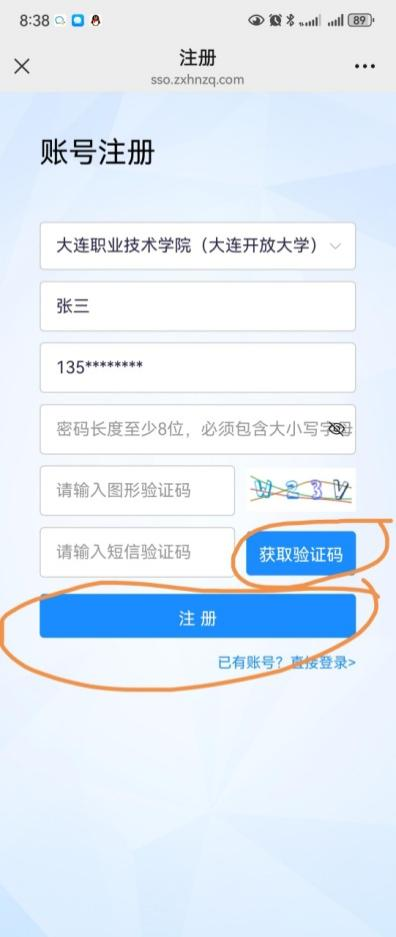 8:38
89
注册
sso.zxhnzq.com
账号注册
大连职业技术学院（大连开放大学）
张三
135********
密码长度至少8位，必须包含大小写字母
请输入图形验证码
W23V
请输入短信验证码
获取验证码
注 册
已有账号？直接登录>